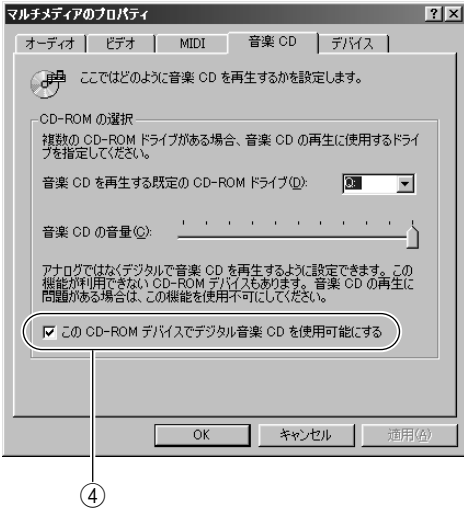 マルチメディアのプロパティ
オーディオ ビデオ MIDI 音楽 CD デバイス
ここではどのように音楽 CD を再生するかを設定します。
CD-ROM の選択
複数の CD-ROM ドライブがある場合、音楽 CD の再生に使用するドライ
ブを指定してください。
音楽 CD を再生する既定の CD-ROM ドライブ(D):
音楽 CD の音量(C):
アナログではなくデジタルで音楽 CD を再生するように設定できます。この
機能が利用できない CD-ROM デバイスもあります。音楽 CD の再生に
問題がある場合は、この機能を使用不可にしてください。
この CD-ROM デバイスでデジタル音楽 CD を使用可能にする
OK キャンセル 適用(A)
④